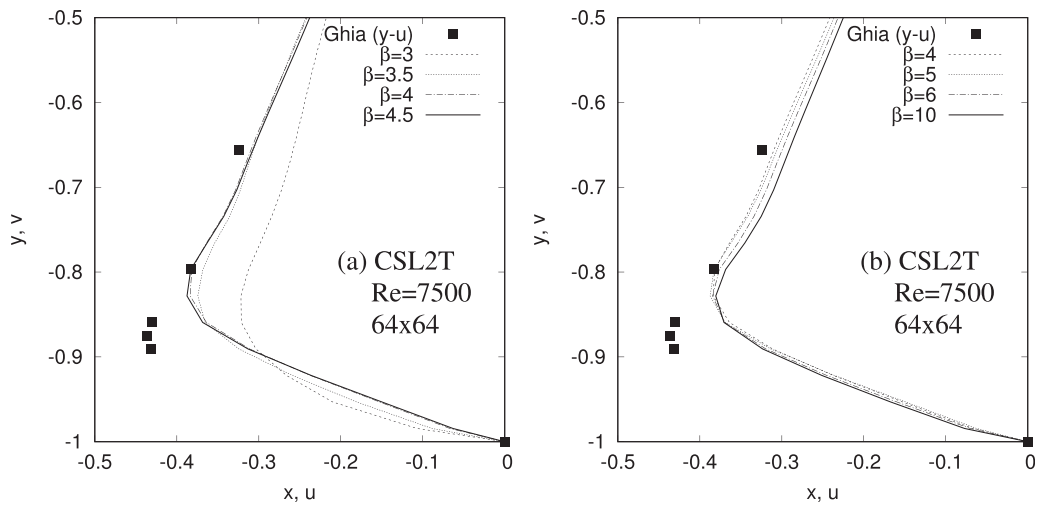 -0.5
-0.6
-0.7
-0.8
-0.9
-1
-0.5
-0.4
-0.3
-0.2
-0.1
0
y, v
x, u
Ghia (y-u)
β=3
β=3.5
β=4
β=4.5
(a) CSL2T
Re=7500
64x64
-0.5
-0.6
-0.7
-0.8
-0.9
-1
-0.5
-0.4
-0.3
-0.2
-0.1
0
y, v
x, u
Ghia (y-u)
β=4
β=5
β=6
β=10
(b) CSL2T
Re=7500
64x64